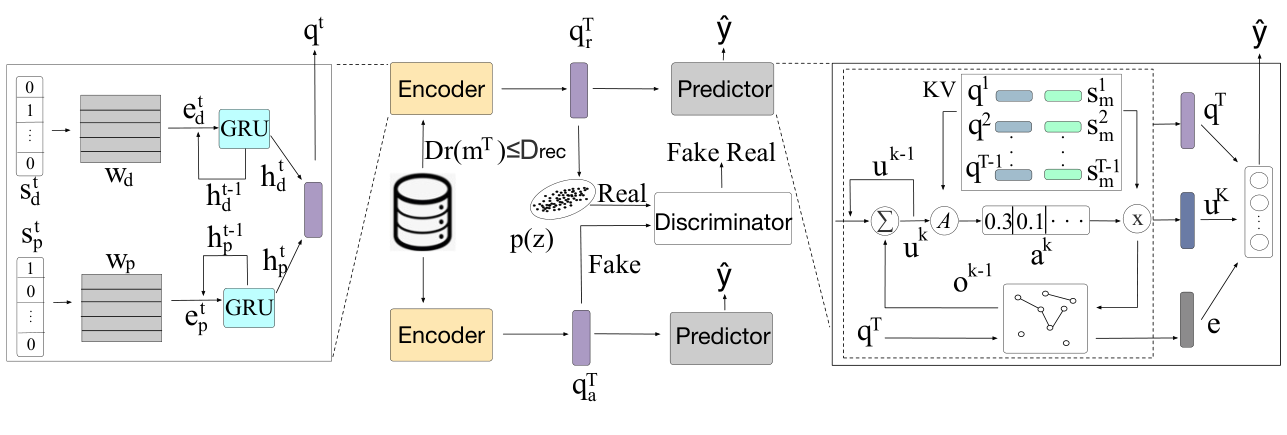 q^t
0
1
⋮
0
s_d^t
W_d
e_d^t
GRU
h_d^{t-1}
h_d^t
s_p^t
1
0
⋮
0
W_p
e_p^t
h_p^{t-1}
GRU
h_p^t
Encoder
q_r^T
ŷ
Predictor
Dr(m^T)≤D_rec
p(z)
Real
Fake
Fake Real
Discriminator
Encoder
q_a^T
ŷ
Predictor
KV
q^1 s_m^1
q^2 s_m^2
⋮ ⋮
q^{T-1} s_m^{T-1}
u^{k-1}
∑
u^k
A
0.3 0.1 · · ·
a^k
x
o^{k-1}
q^T
q^T
u^K
e
ŷ
⋮